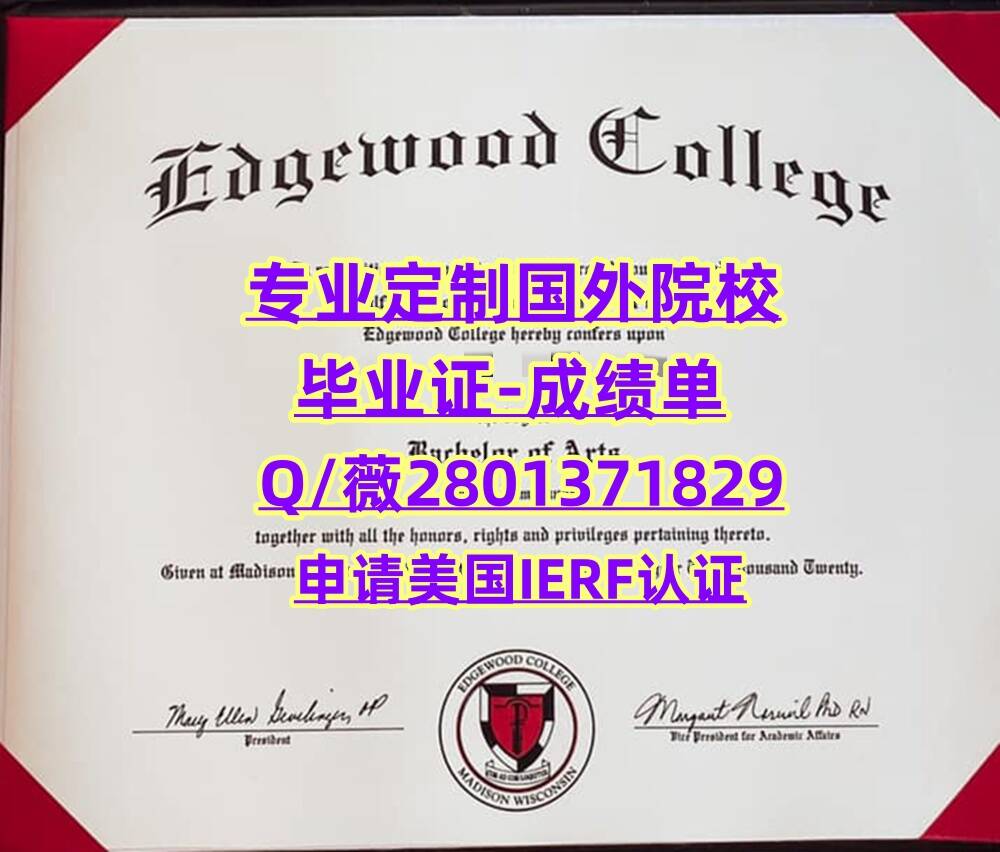 Edgewood College
专业定制国外院校
Edgewood College hereby confers upon
毕业证-成绩单
Bachelor of Arts
Q/薇2801371829
together with all the honors, rights and privileges pertaining thereto.
Given at Madison ousand Twenty.
申请美国IERF认证
EDGEWOOD COLLEGE
MADISON WISCONSIN
President
Vice President for Academic Affairs